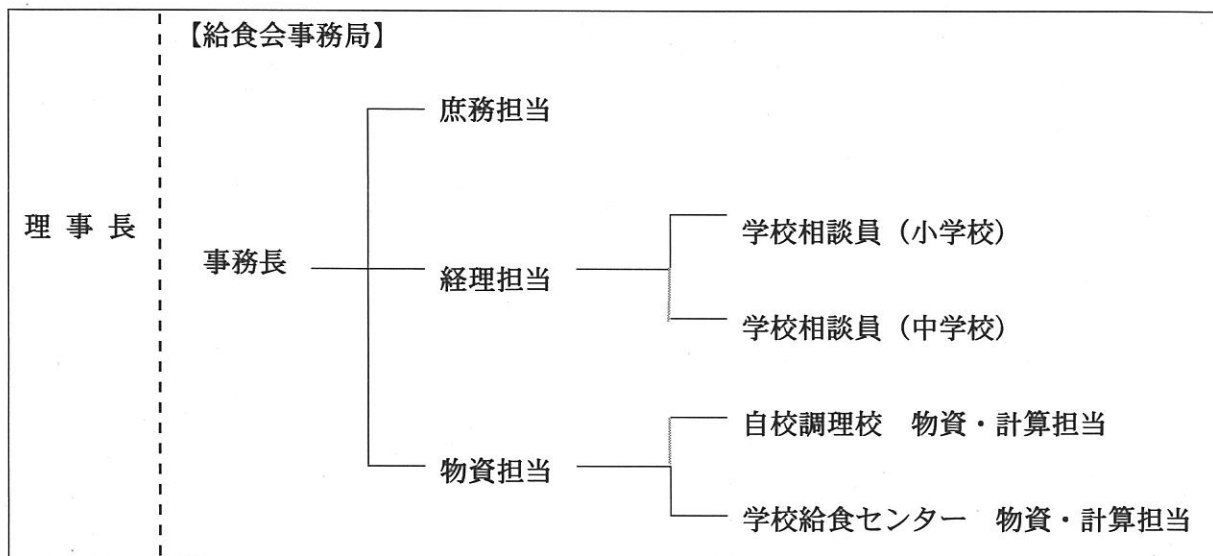 【給食会事務局】
庶務担当
理 事 長
学校相談員（小学校）
事務長
経理担当
学校相談員（中学校）
自校調理校　物資・計算担当
物資担当
学校給食センター　物資・計算担当